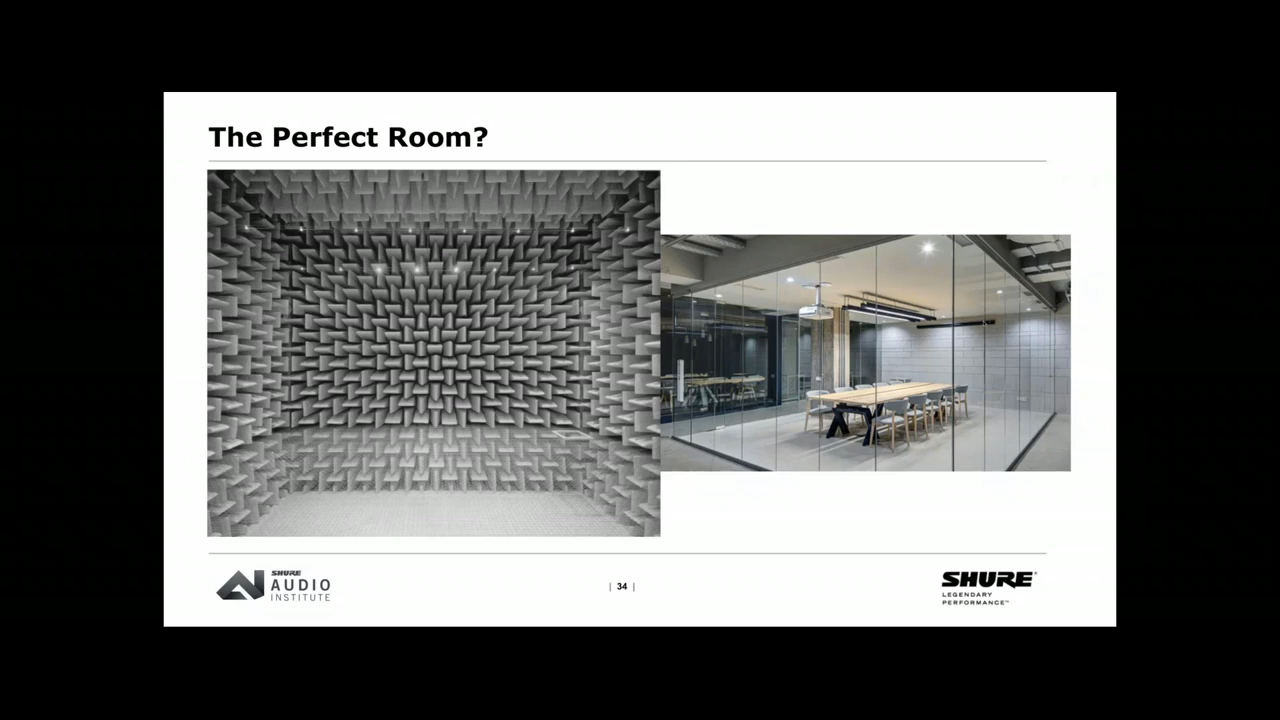 The Perfect Room?
SHURE
AUDIO
INSTITUTE
| 34 |
SHURE®
LEGENDARY
PERFORMANCE™